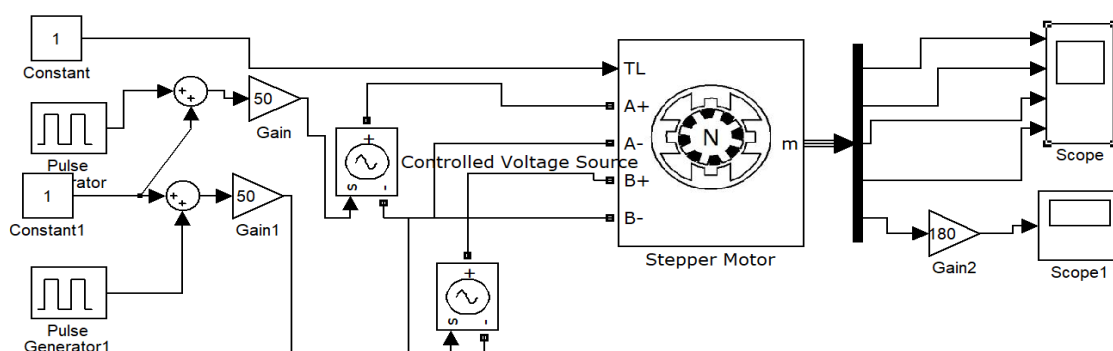 1
Constant
TL
50
Gain
A+
Pulse
rator
+
s
-
Controlled Voltage Source
A-
N
m
B+
B-
Scope
1
Constant1
50
Gain1
180
Gain2
Scope1
Stepper Motor
+
s
-
Pulse
Generator1